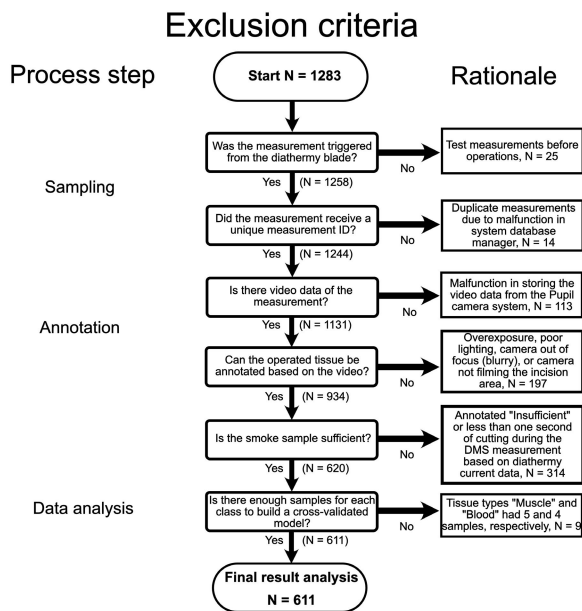 Exclusion criteria
Process step
Start N = 1283
Rationale
Was the measurement triggered
from the diathermy blade?
No
Test measurements before
operations, N = 25
Yes (N = 1258)
Sampling
Did the measurement receive a
unique measurement ID?
No
Duplicate measurements
due to malfunction in
system database
manager, N = 14
Yes (N = 1244)
Is there video data of the
measurement?
No
Malfunction in storing the
video data from the Pupil
camera system, N = 113
Yes (N = 1131)
Annotation
Can the operated tissue be
annotated based on the video?
No
Overexposure, poor
lighting, camera out of
focus (blurry), or camera
not filming the incision
area, N = 197
Yes (N = 934)
Is the smoke sample sufficient?
No
Annotated "Insufficient"
or less than one second
of cutting during the
DMS measurement
based on diathermy
current data, N = 314
Yes (N = 620)
Data analysis
Is there enough samples for each
class to build a cross-validated
model?
No
Tissue types "Muscle" and
"Blood" had 5 and 4
samples, respectively, N = 9
Yes (N = 611)
Final result analysis
N = 611